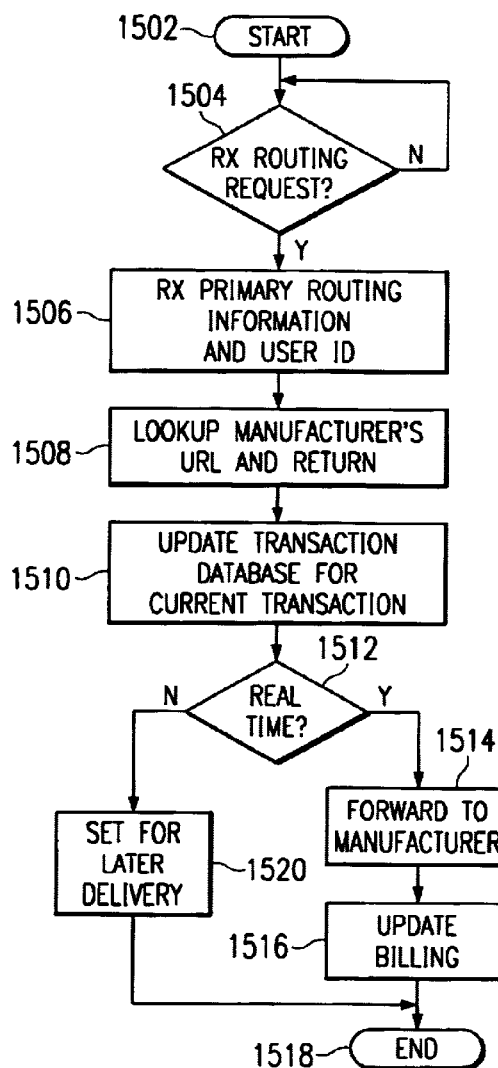 1502
START
1504
RX ROUTING
REQUEST?
N
Y
1506
RX PRIMARY ROUTING
INFORMATION
AND USER ID
1508
LOOKUP MANUFACTURER'S
URL AND RETURN
1510
UPDATE TRANSACTION
DATABASE FOR
CURRENT TRANSACTION
1512
N
REAL
TIME?
Y
1514
FORWARD TO
MANUFACTURER
SET FOR
LATER
DELIVERY
1520
1516
UPDATE
BILLING
1518
END